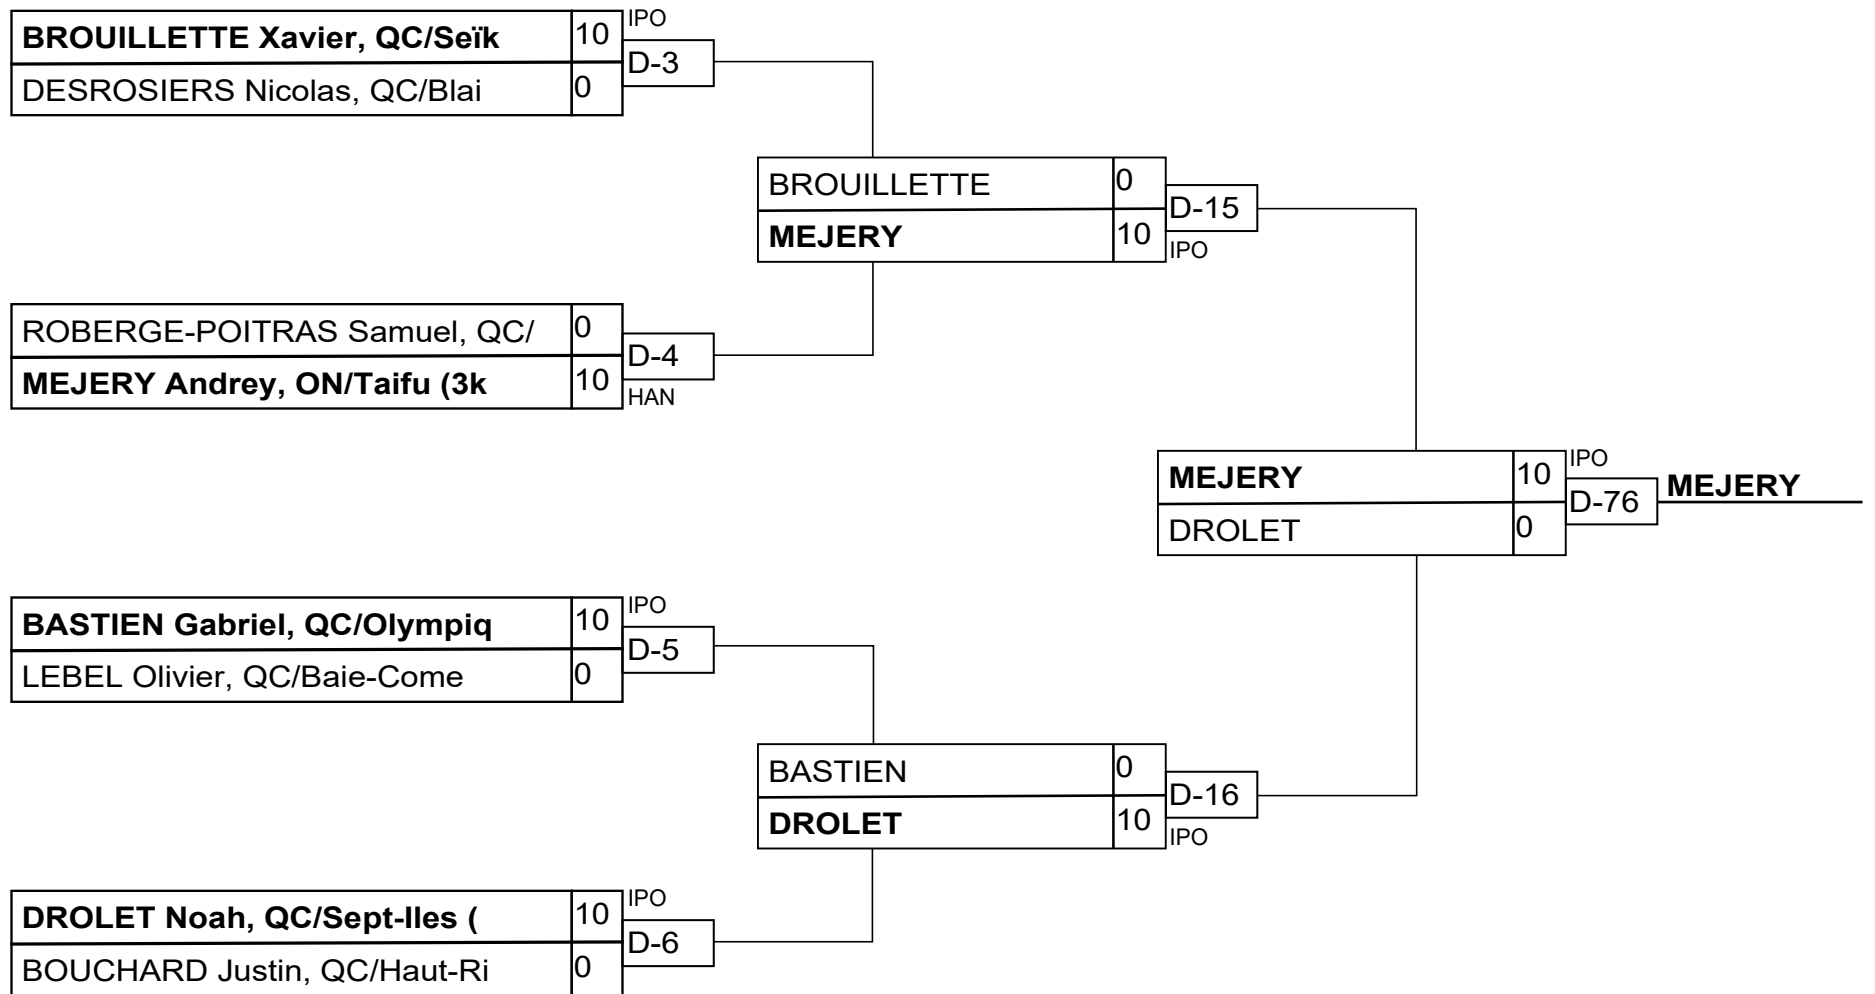 BROUILLETTE Xavier, QC/Seïk 10 IPO
D-3
DESROSIERS Nicolas, QC/Blai 0
BROUILLETTE 0
D-15
MEJERY 10 IPO
ROBERGE-POITRAS Samuel, QC/ 0
D-4
MEJERY Andrey, ON/Taifu (3k 10 HAN
MEJERY 10 IPO
D-76 MEJERY
DROLET 0
BASTIEN Gabriel, QC/Olympiq 10 IPO
D-5
LEBEL Olivier, QC/Baie-Come 0
BASTIEN 0
D-16
DROLET 10 IPO
DROLET Noah, QC/Sept-Iles ( 10 IPO
D-6
BOUCHARD Justin, QC/Haut-Ri 0